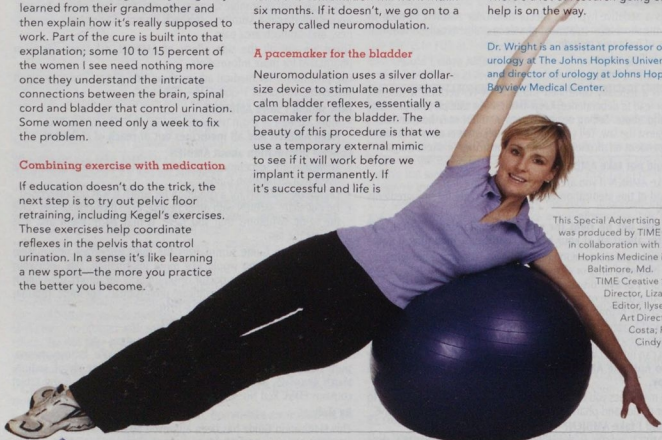 learned from their grandmother and
then explain how it's really supposed to
work. Part of the cure is built into that
explanation; some 10 to 15 percent of
the women I see need nothing more
once they understand the intricate
connections between the brain, spinal
cord and bladder that control urination.
Some women need only a week to fix
the problem.
Combining exercise with medication
If education doesn't do the trick, the
next step is to try out pelvic floor
retraining, including Kegel's exercises.
These exercises help coordinate
reflexes in the pelvis that control
urination. In a sense it's like learning
a new sport—the more you practice
the better you become.
six months. If it doesn't, we go on to a
therapy called neuromodulation.
A pacemaker for the bladder
Neuromodulation uses a silver dollar-
size device to stimulate nerves that
calm bladder reflexes, essentially a
pacemaker for the bladder. The
beauty of this procedure is that we
use a temporary external mimic
to see if it will work before we
implant it permanently. If
it's successful and life is
help is on the way.
Dr. Wright is an assistant professor
urology at The Johns Hopkins
and director of urology at Johns
Bayview Medical Center.
This Special Advertising
was produced by TIME
in collaboration with
Hopkins Medicine
Baltimore, Md.
TIME Creative
Director,
Editor,
Art
Costa;
Cindy